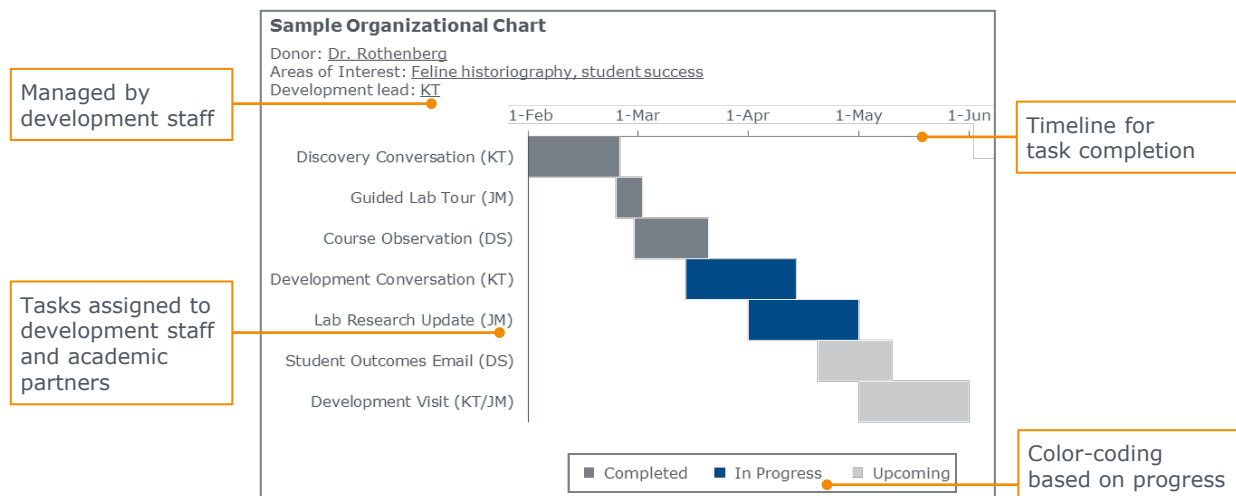 Sample Organizational Chart
Donor: Dr. Rothenberg
Areas of Interest: Feline historiography, student success
Development lead: KT
Managed by
development staff
1-Feb 1-Mar 1-Apr 1-May 1-Jun
Timeline for
task completion
Discovery Conversation (KT)
Guided Lab Tour (JM)
Course Observation (DS)
Development Conversation (KT)
Lab Research Update (JM)
Student Outcomes Email (DS)
Development Visit (KT/JM)
Tasks assigned to
development staff
and academic
partners
Completed In Progress Upcoming
Color-coding
based on progress